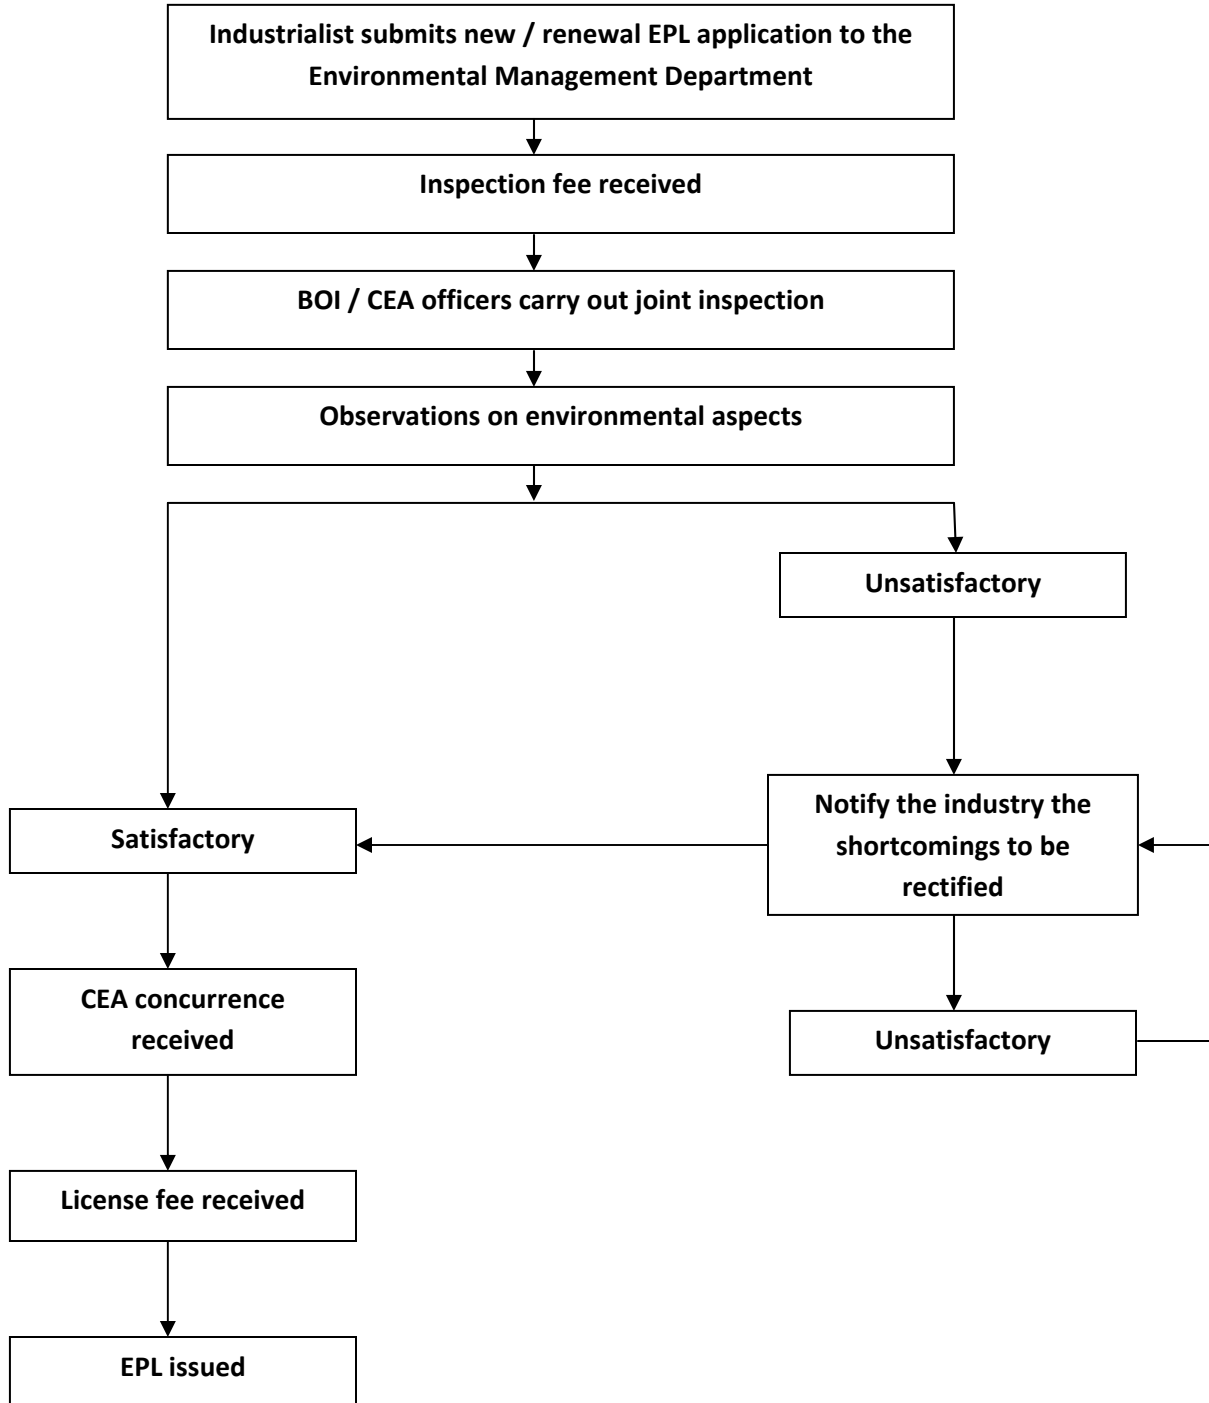 Industrialist submits new / renewal EPL application to the
Environmental Management Department
Inspection fee received
BOI / CEA officers carry out joint inspection
Observations on environmental aspects
Unsatisfactory
Notify the industry the
shortcomings to be
rectified
Satisfactory
CEA concurrence
received
Unsatisfactory
License fee received
EPL issued